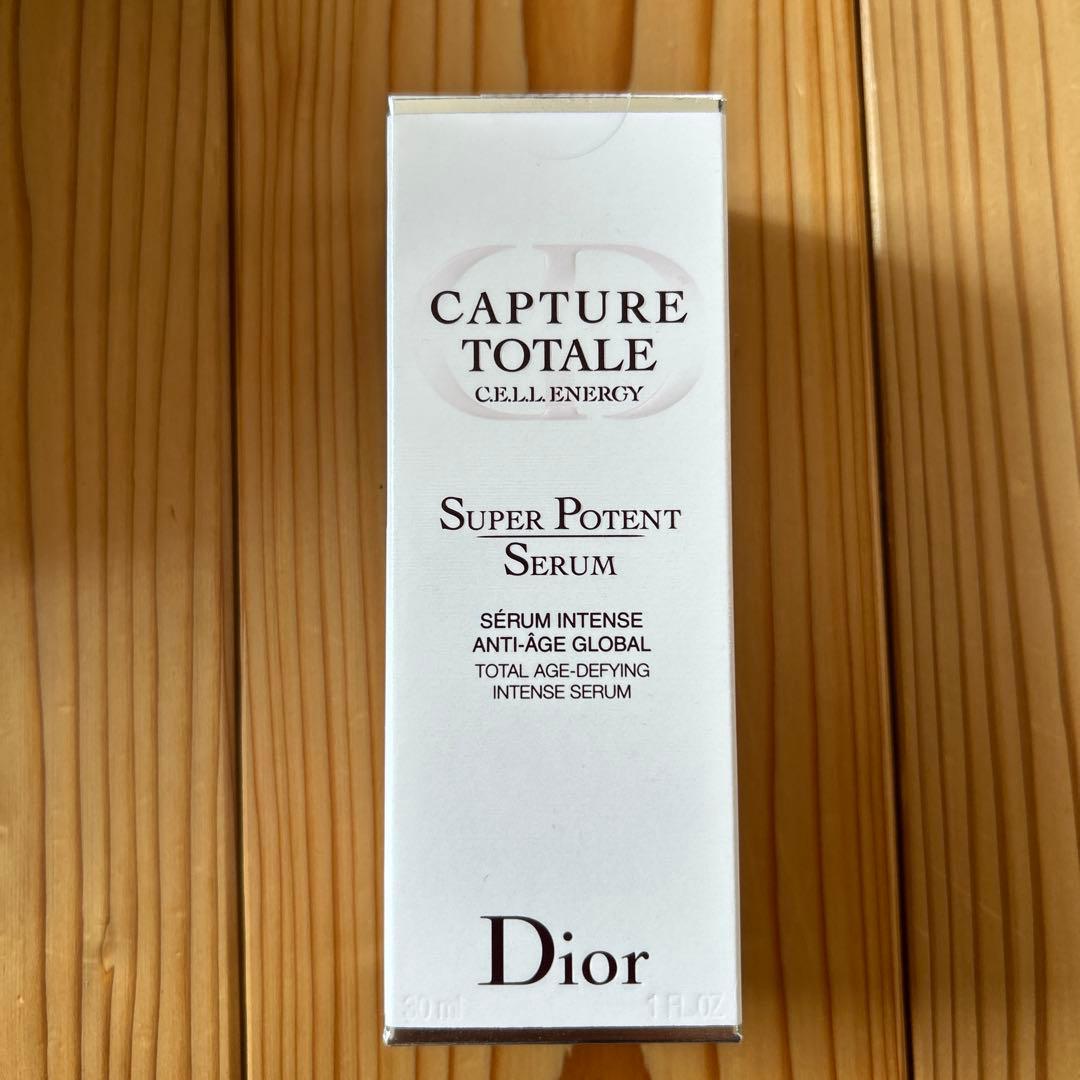 CAPTURE
TOTALE
C.E.L.L. ENERGY
SUPER POTENT
SERUM
SÉRUM INTENSE
ANTI-ÂGE GLOBAL
TOTAL AGE-DEFYING
INTENSE SERUM
Dior
30 ml 1 FL.OZ